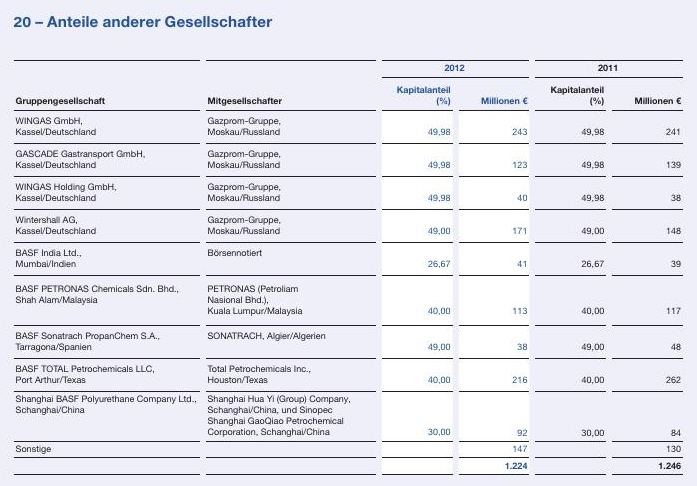 20 – Anteile anderer Gesellschafter
2012 2011
Kapitalanteil Kapitalanteil
Gruppengesellschaft Mitgesellschafter (%) Millionen € (%) Millionen €
WINGAS GmbH, Gazprom-Gruppe,
Kassel/Deutschland Moskau/Russland 49,98 243 49,98 241
GASCADE Gastransport GmbH, Gazprom-Gruppe,
Kassel/Deutschland Moskau/Russland 49,98 123 49,98 139
WINGAS Holding GmbH, Gazprom-Gruppe,
Kassel/Deutschland Moskau/Russland 49,98 40 49,98 38
Wintershall AG, Gazprom-Gruppe,
Kassel/Deutschland Moskau/Russland 49,00 171 49,00 148
BASF India Ltd., Börsennotiert
Mumbai/Indien 26,67 41 26,67 39
BASF PETRONAS Chemicals Sdn. Bhd., PETRONAS (Petroliam
Shah Alam/Malaysia Nasional Bhd.),
Kuala Lumpur/Malaysia 40,00 113 40,00 117
BASF Sonatrach PropanChem S.A., SONATRACH, Algier/Algerien
Tarragona/Spanien 49,00 38 49,00 48
BASF TOTAL Petrochemicals LLC, Total Petrochemicals Inc.,
Port Arthur/Texas Houston/Texas 40,00 216 40,00 262
Shanghai BASF Polyurethane Company Ltd., Shanghai Hua Yi (Group) Company,
Schanghai/China Schanghai/China, und Sinopec
Shanghai GaoQiao Petrochemical
Corporation, Schanghai/China 30,00 92 30,00 84
Sonstige 147 130
1.224 1.246